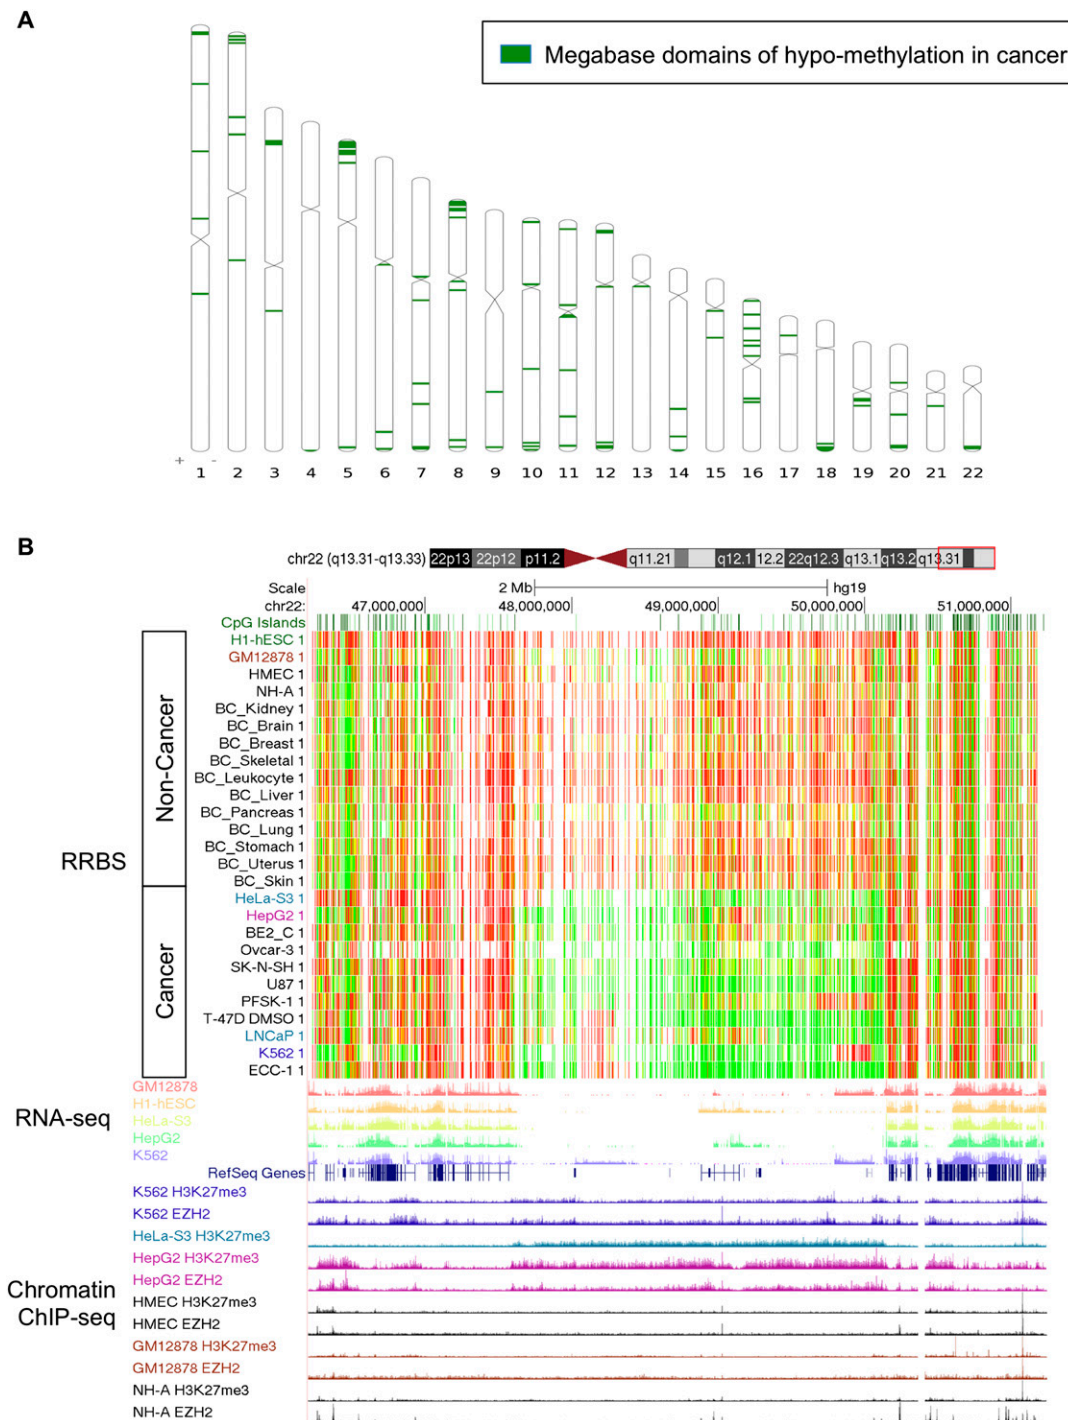 A
Megabase domains of hypo-methylation in cancer
+ -
1 2 3 4 5 6 7 8 9 10 11 12 13 14 15 16 17 18 19 20 21 22
B
chr22 (q13.31-q13.33) 22p13 22p12 p11.2 q11.21 q12.1 12.2 22q12.3 q13.1 q13.2 q13.31
Scale 2 Mb hg19
chr22: 47,000,000 48,000,000 49,000,000 50,000,000 51,000,000
CpG Islands
RRBS
Non-Cancer
H1-hESC 1
GM12878 1
HMEC 1
NH-A 1
BC_Kidney 1
BC_Brain 1
BC_Breast 1
BC_Skeletal 1
BC_Leukocyte 1
BC_Liver 1
BC_Pancreas 1
BC_Lung 1
BC_Stomach 1
BC_Uterus 1
BC_Skin 1
Cancer
HeLa-S3 1
HepG2 1
BE2_C 1
Ovcar-3 1
SK-N-SH 1
U87 1
PFSK-1 1
T-47D DMSO 1
LNCaP 1
K562 1
ECC-1 1
RNA-seq
GM12878
H1-hESC
HeLa-S3
HepG2
K562
RefSeq Genes
Chromatin
ChIP-seq
K562 H3K27me3
K562 EZH2
HeLa-S3 H3K27me3
HepG2 H3K27me3
HepG2 EZH2
HMEC H3K27me3
HMEC EZH2
GM12878 H3K27me3
GM12878 EZH2
NH-A H3K27me3
NH-A EZH2